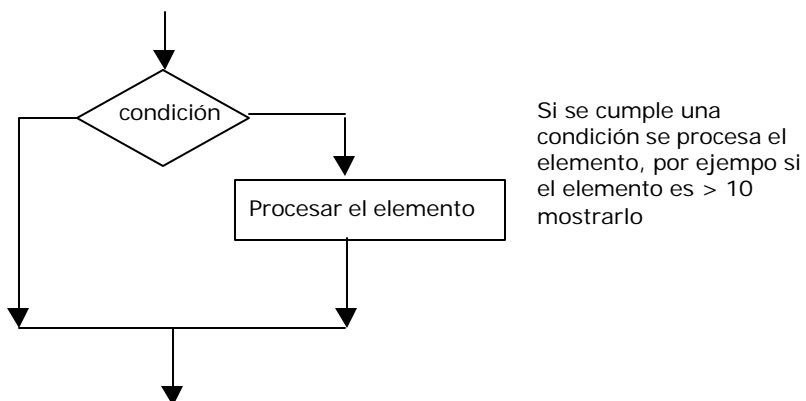 condición
Si se cumple una
condición se procesa el
elemento, por ejempo si
el elemento es > 10
mostrarlo
Procesar el elemento